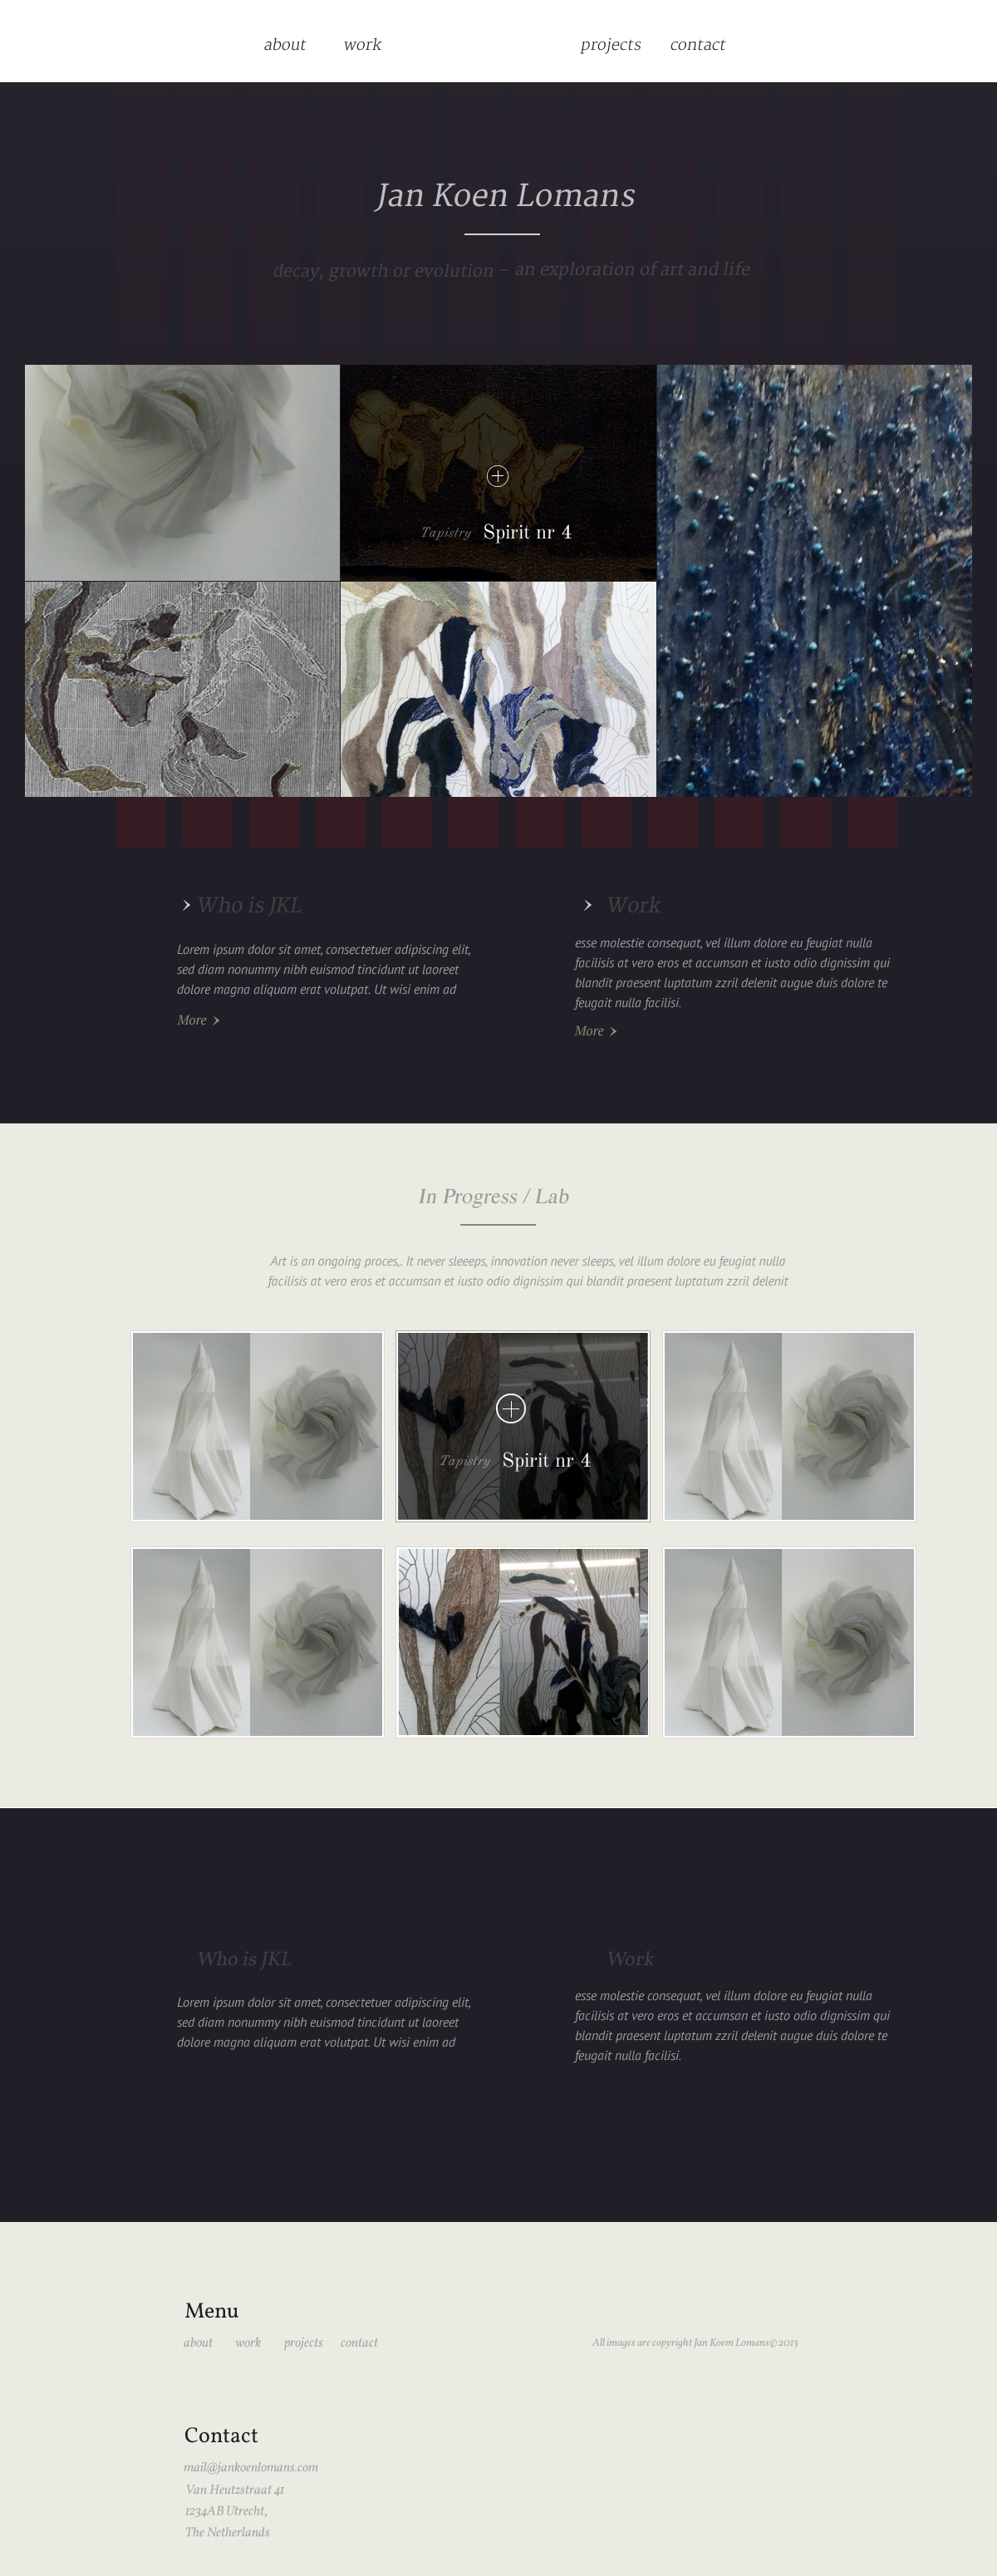 about work projects contact
Jan Koen Lomans
decay, growth or evolution - an exploration of art and life
Tapistry Spirit nr 4
Who is JKL
Lorem ipsum dolor sit amet, consectetuer adipiscing elit,
sed diam nonummy nibh euismod tincidunt ut laoreet
dolore magna aliquam erat volutpat. Ut wisi enim ad
More
Work
esse molestie consequat, vel illum dolore eu feugiat nulla
facilisis at vero eros et accumsan et iusto odio dignissim qui
blandit praesent luptatum zzril delenit augue duis dolore te
feugait nulla facilisi.
More
In Progress / Lab
Art is an ongoing proces,. It never sleeeps, innovation never sleeps, vel illum dolore eu feugiat nulla
facilisis at vero eros et accumsan et iusto odio dignissim qui blandit praesent luptatum zzril delenit
Tapistry Spirit nr 4
Who is JKL
Lorem ipsum dolor sit amet, consectetuer adipiscing elit,
sed diam nonummy nibh euismod tincidunt ut laoreet
dolore magna aliquam erat volutpat. Ut wisi enim ad
Work
esse molestie consequat, vel illum dolore eu feugiat nulla
facilisis at vero eros et accumsan et iusto odio dignissim qui
blandit praesent luptatum zzril delenit augue duis dolore te
feugait nulla facilisi.
Menu
about work projects contact
All images are copyright Jan Koem Lomans©2013
Contact
mail@jankoenlomans.com
Van Heutzstraat 41
1234AB Utrecht,
The Netherlands